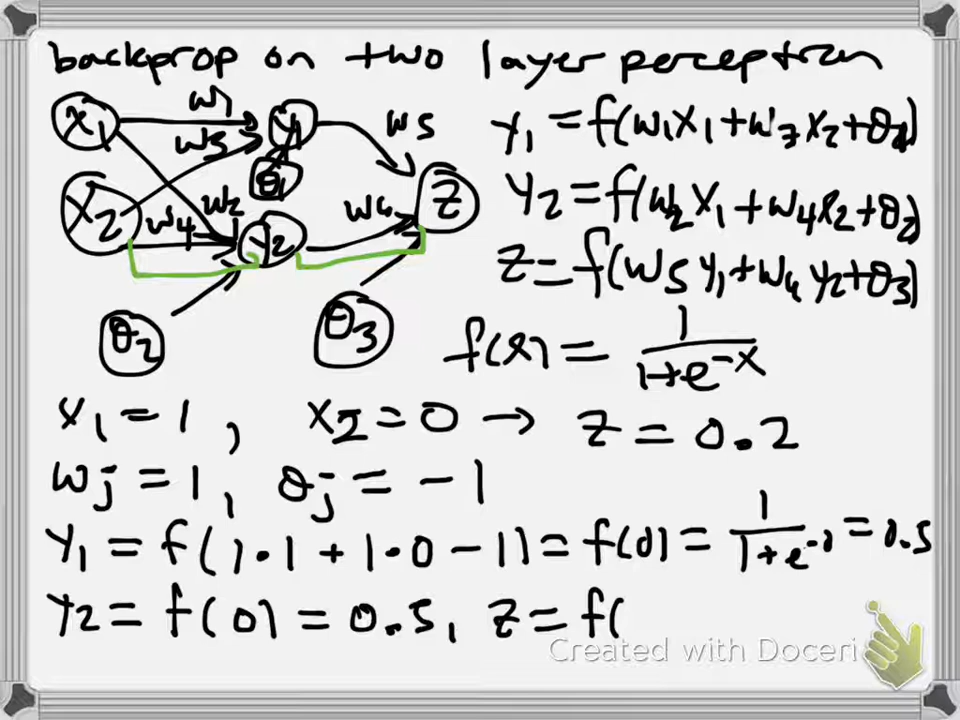 backprop on two layer perceptron
x1 w1 y1 w5 y1 = f(w1x1+w3x2+θ1)
w3 θ1
x2 w4 w2 y2 w6 z y2 = f(w2x1+w4x2+θ2)
z = f(w5y1+w6y2+θ3)
θ2 θ3 f(x) = 1/1+e^-x
x1 = 1, x2 = 0 → z = 0.2
wj = 1, θj = -1
y1 = f(1·1 + 1·0 - 1) = f(0) = 1/1+e^-0 = 0.5
y2 = f(0) = 0.5, z = f(
Created with Doceri